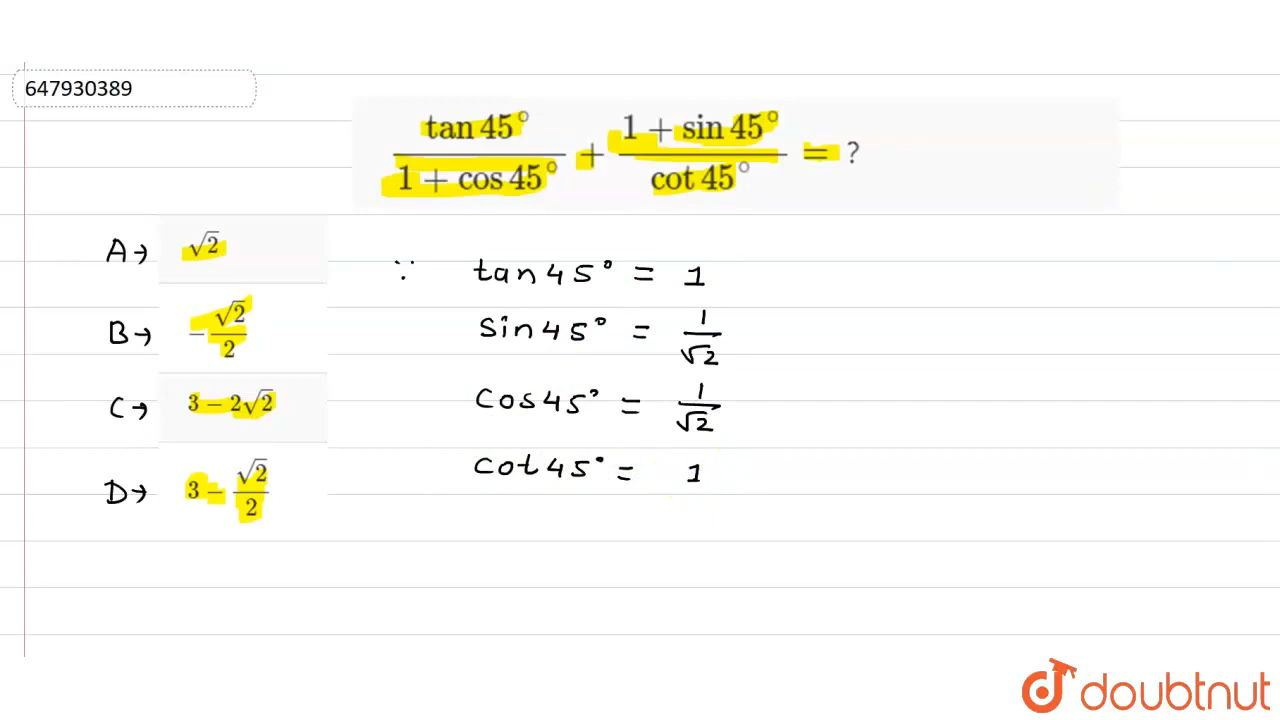 647930389
tan 45° / 1 + cos 45° + 1 + sin 45° / cot 45° = ?
A→ √2
B→ -√2/2
C→ 3 - 2√2
D→ 3 - √2/2
∵ tan 45° = 1
sin 45° = 1/√2
cos 45° = 1/√2
cot 45° = 1
doubtnut